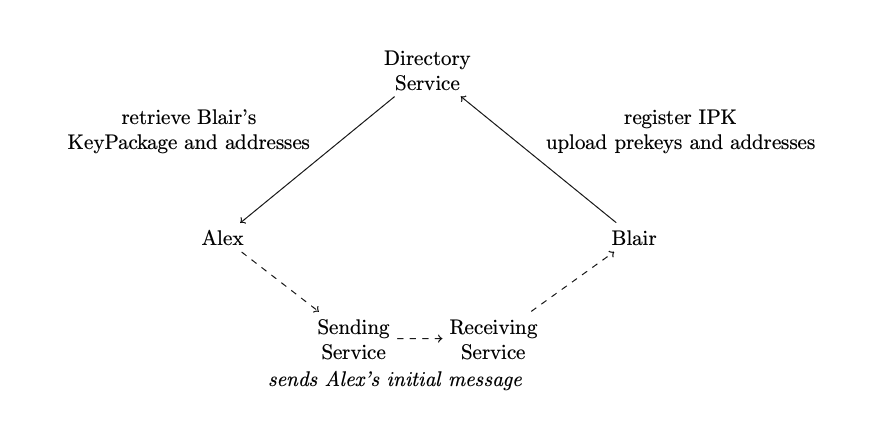 Directory
Service
retrieve Blair's
KeyPackage and addresses
register IPK
upload prekeys and addresses
Alex
Blair
Sending
Service
Receiving
Service
sends Alex's initial message